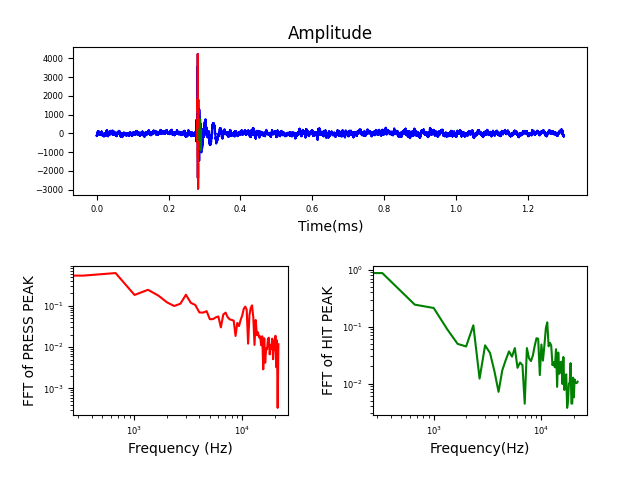 Amplitude
4000
3000
2000
1000
0
−1000
−2000
−3000
0.0 0.2 0.4 0.6 0.8 1.0 1.2
Time(ms)
FFT of PRESS PEAK
10⁻¹
10⁻²
10⁻³
10³ 10⁴
Frequency (Hz)
FFT of HIT PEAK
10⁰
10⁻¹
10⁻²
10³ 10⁴
Frequency(Hz)